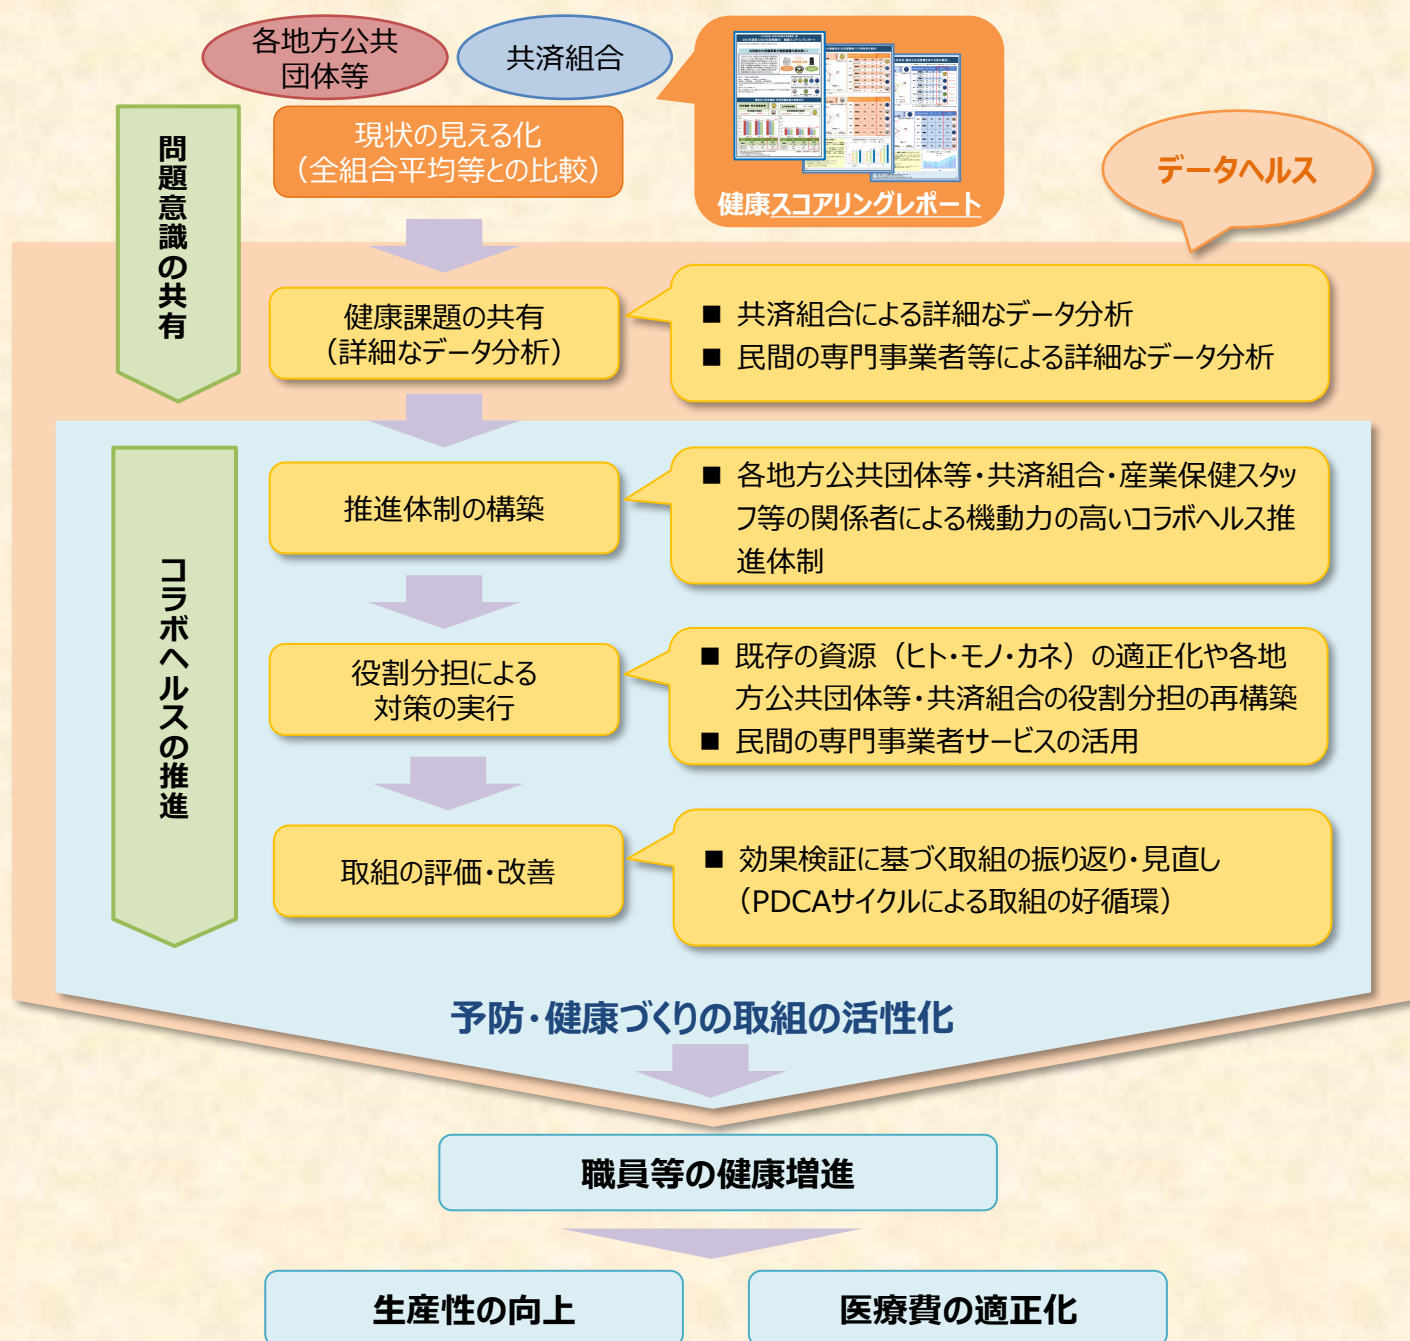 各地方公共
団体等
共済組合
現状の見える化
（全組合平均等との比較）
健康スコアリングレポート
データヘルス
問題意識の共有
健康課題の共有
（詳細なデータ分析）
■ 共済組合による詳細なデータ分析
■ 民間の専門事業者等による詳細なデータ分析
コラボヘルスの推進
推進体制の構築
■ 各地方公共団体等・共済組合・産業保健スタッ
フ等の関係者による機動力の高いコラボヘルス推
進体制
役割分担による
対策の実行
■ 既存の資源（ヒト・モノ・カネ）の適正化や各地
方公共団体等・共済組合の役割分担の再構築
■ 民間の専門事業者サービスの活用
取組の評価・改善
■ 効果検証に基づく取組の振り返り・見直し
（PDCAサイクルによる取組の好循環）
予防・健康づくりの取組の活性化
職員等の健康増進
生産性の向上
医療費の適正化